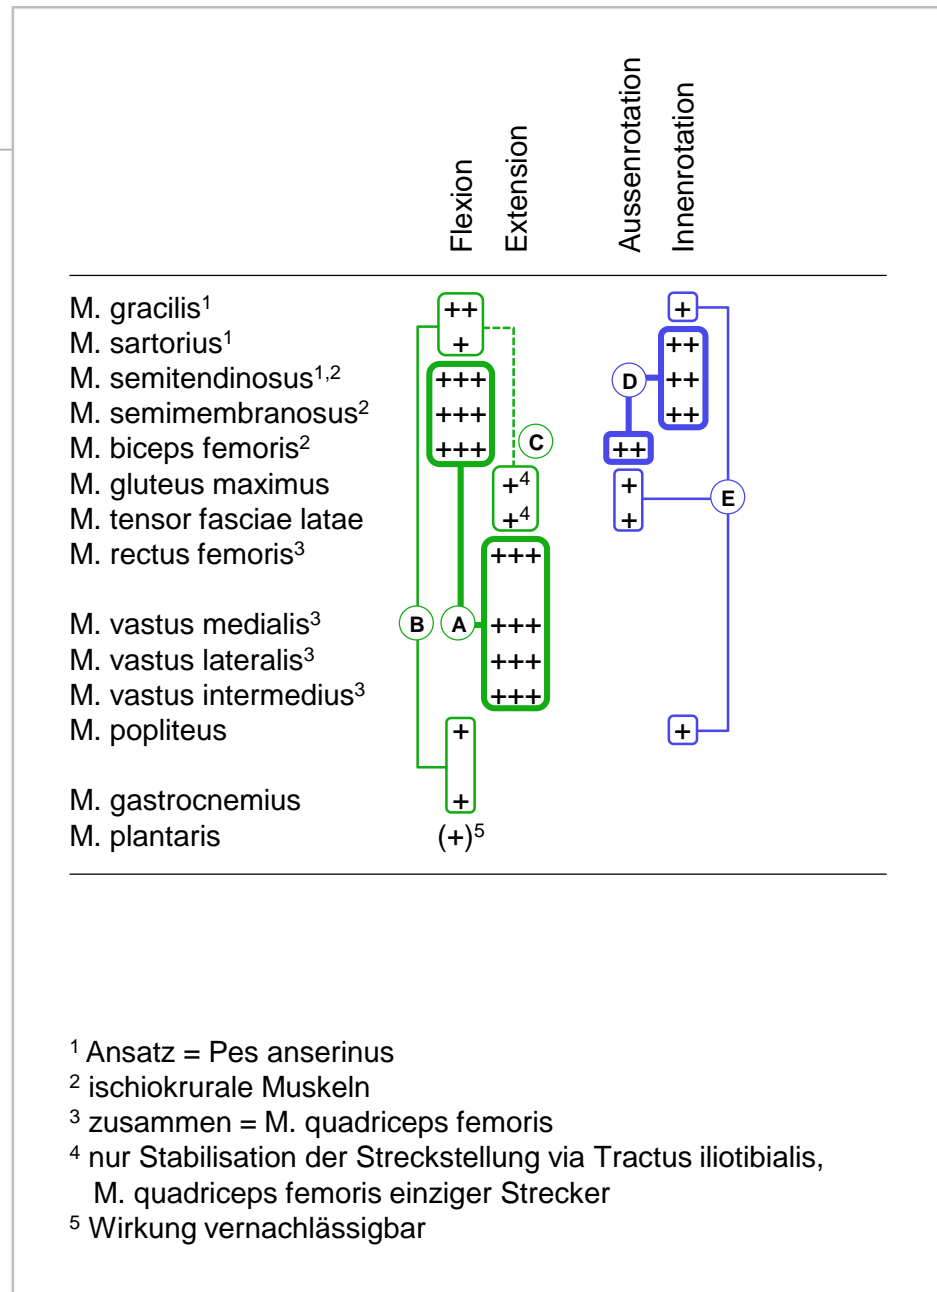 Flexion
Extension
Aussenrotation
Innenrotation
M. gracilis¹ ++ +
M. sartorius¹ + ++
M. semitendinosus¹,² +++ D ++
M. semimembranosus² +++ ++
M. biceps femoris² +++ C ++
M. gluteus maximus +⁴ + E
M. tensor fasciae latae +⁴ +
M. rectus femoris³ +++
M. vastus medialis³ B A +++
M. vastus lateralis³ +++
M. vastus intermedius³ +++
M. popliteus + +
M. gastrocnemius +
M. plantaris (+)⁵
¹ Ansatz = Pes anserinus
² ischiokrurale Muskeln
³ zusammen = M. quadriceps femoris
⁴ nur Stabilisation der Streckstellung via Tractus iliotibialis,
M. quadriceps femoris einziger Strecker
⁵ Wirkung vernachlässigbar